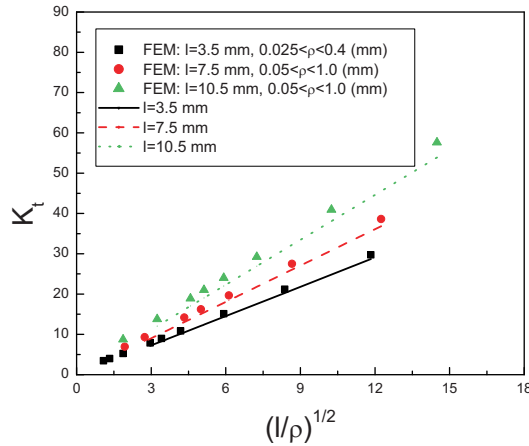 90
80
70
60
50
40
30
20
10
0
K_t
FEM: l=3.5 mm, 0.025<ρ<0.4 (mm)
FEM: l=7.5 mm, 0.05<ρ<1.0 (mm)
FEM: l=10.5 mm, 0.05<ρ<1.0 (mm)
l=3.5 mm
l=7.5 mm
l=10.5 mm
0 3 6 9 12 15 18
(l/ρ)^1/2